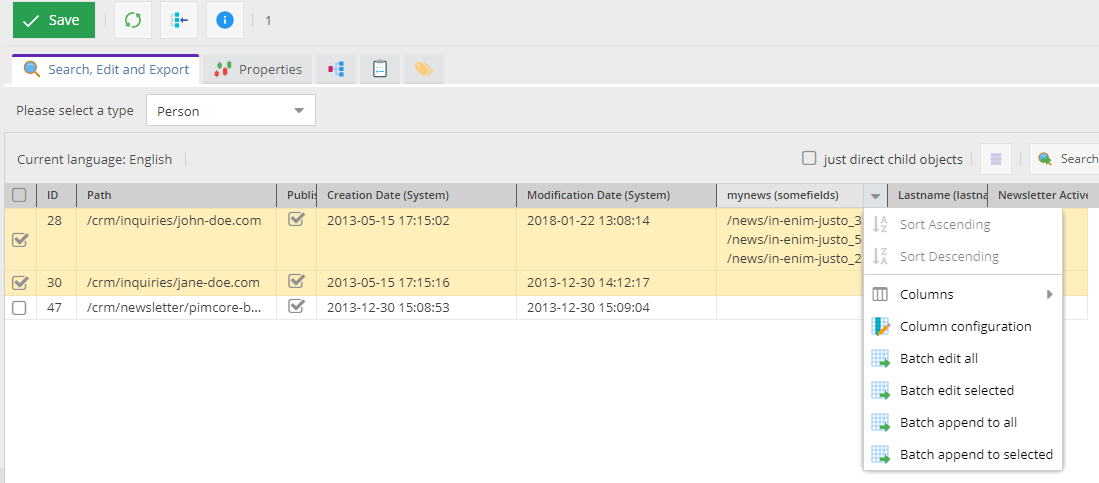 Save
1
Search, Edit and Export
Properties
Please select a type
Person
Current language: English
just direct child objects
Search
ID
Path
Publis
Creation Date (System)
Modification Date (System)
mynews (somefields)
Lastname (lastna
Newsletter Active
28
/crm/inquiries/john-doe.com
2013-05-15 17:15:02
2018-01-22 13:08:14
/news/in-enim-justo_3
/news/in-enim-justo_5
/news/in-enim-justo_2
30
/crm/inquiries/jane-doe.com
2013-05-15 17:15:16
2013-12-30 14:12:17
47
/crm/newsletter/pimcore-b...
2013-12-30 15:08:53
2013-12-30 15:09:04
Sort Ascending
Sort Descending
Columns
Column configuration
Batch edit all
Batch edit selected
Batch append to all
Batch append to selected